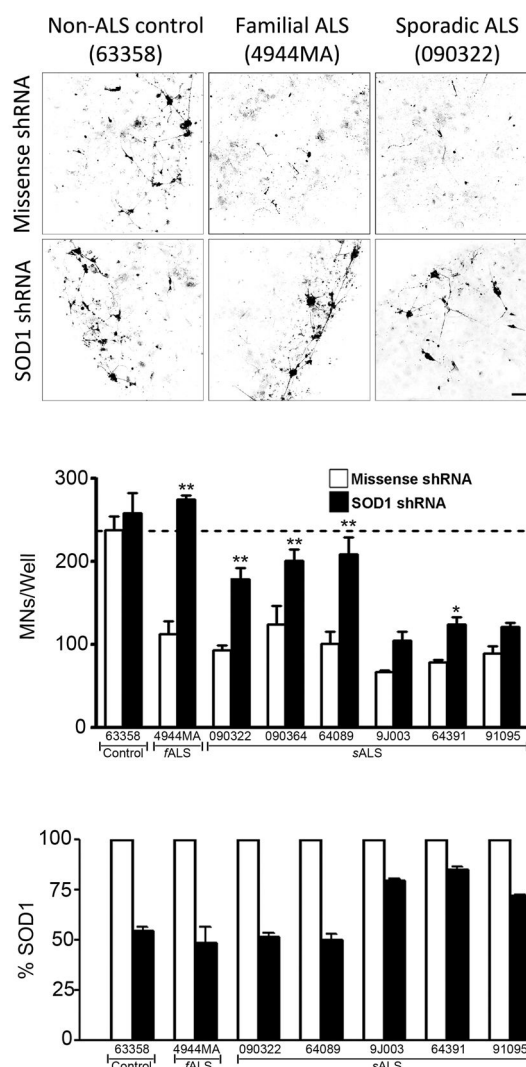 Non-ALS control Familial ALS Sporadic ALS
(63358) (4944MA) (090322)
Missense shRNA
SOD1 shRNA
300
200
100
0
MNs/Well
Missense shRNA
SOD1 shRNA
** ** ** ** *
63358 4944MA 090322 090364 64089 9J003 64391 91095
Control fALS sALS
100
75
50
25
0
% SOD1
63358 4944MA 090322 64089 9J003 64391 91095
Control fALS sALS